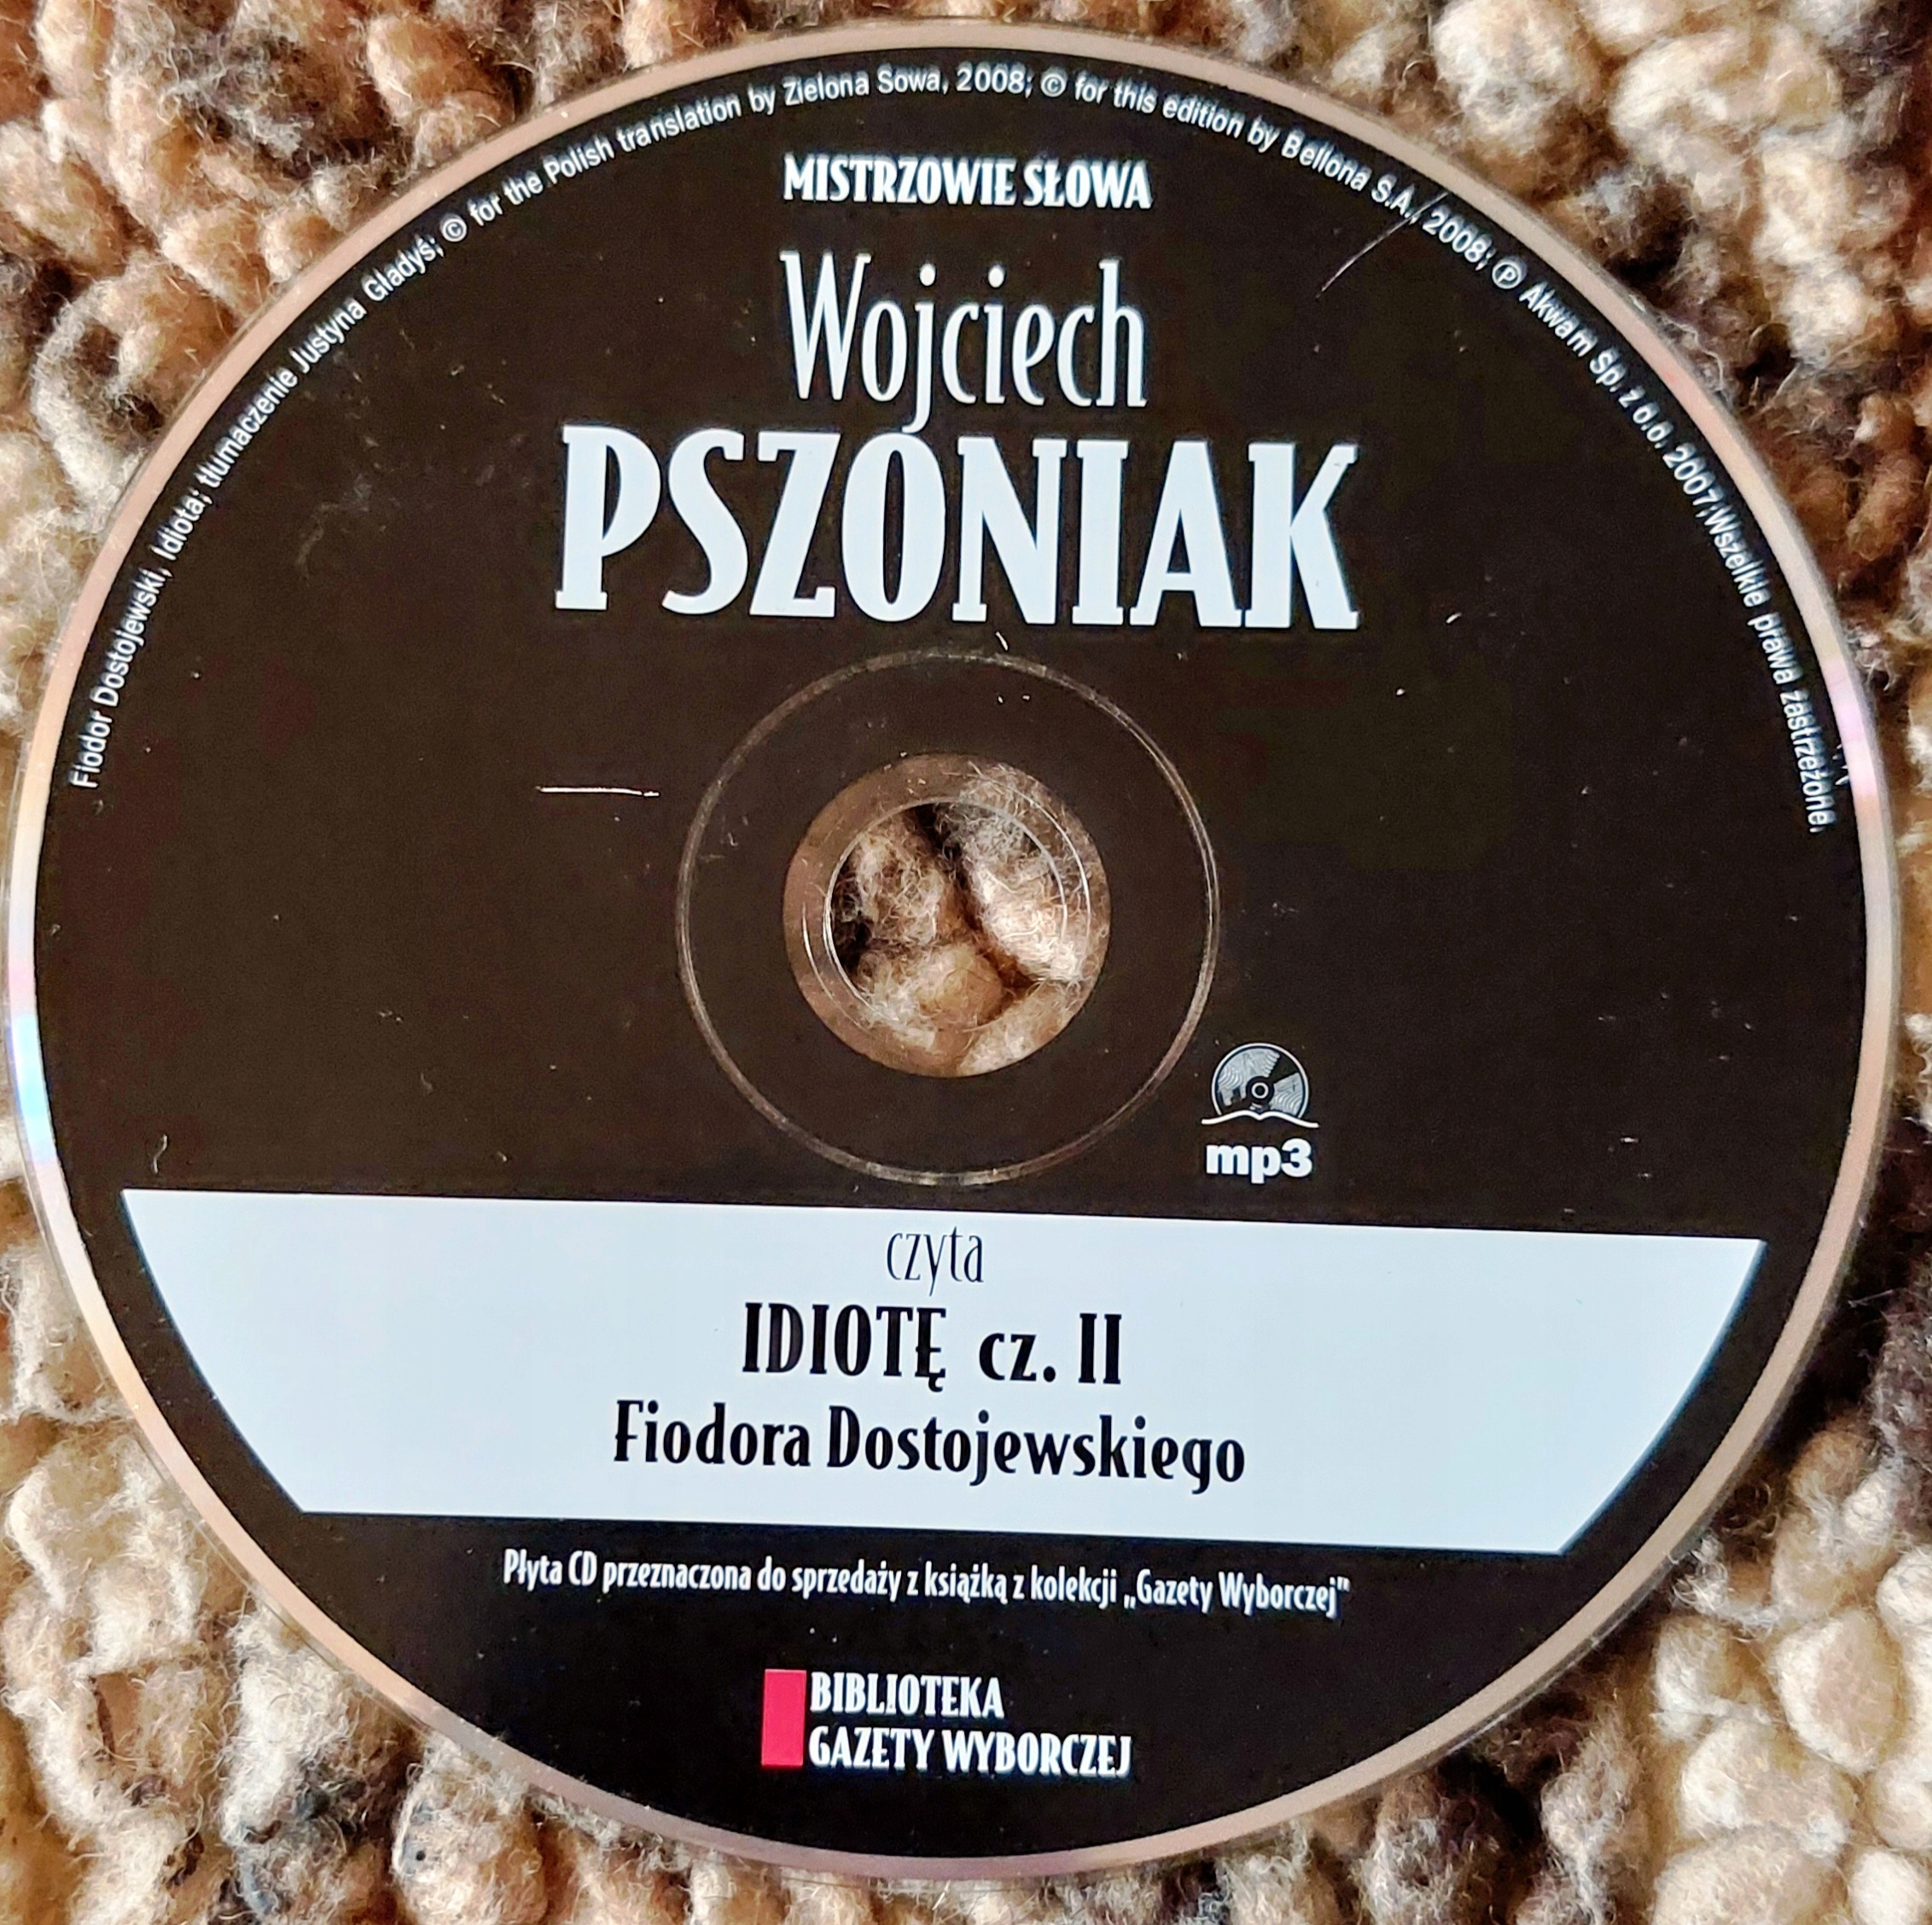 Fiodor Dostojewski, Idiota; tłumaczenie Justyna Gładyś; © for the Polish translation by Zielona Sowa, 2008; © for this edition by Bellona S.A., 2008; ℗ Akwam Sp. z o.o. 2007;Wszelkie prawa zastrzeżone.
MISTRZOWIE SŁOWA
Wojciech
PSZONIAK
mp3
czyta
IDIOTĘ cz. II
Fiodora Dostojewskiego
Płyta CD przeznaczona do sprzedaży z książką z kolekcji „Gazety Wyborczej”
BIBLIOTEKA
GAZETY WYBORCZEJ